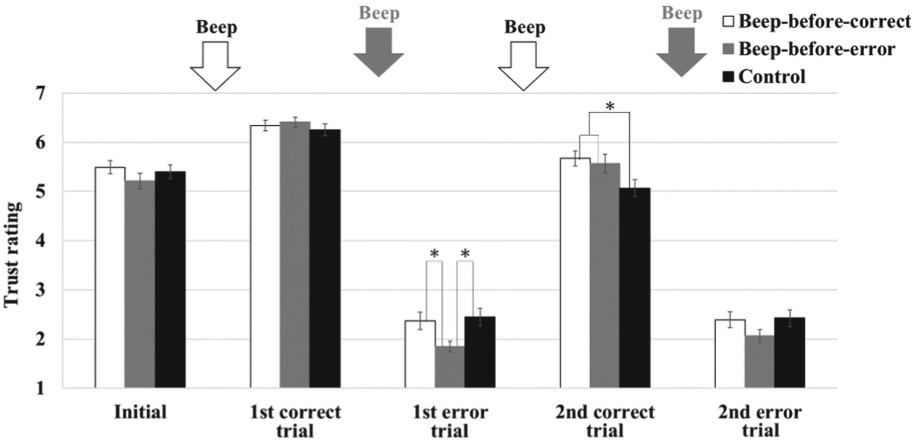 Beep
Beep
Beep
Beep
Beep-before-correct
Beep-before-error
Control
Trust rating
7
6
5
4
3
2
1
*
*
*
Initial
1st correct
trial
1st error
trial
2nd correct
trial
2nd error
trial